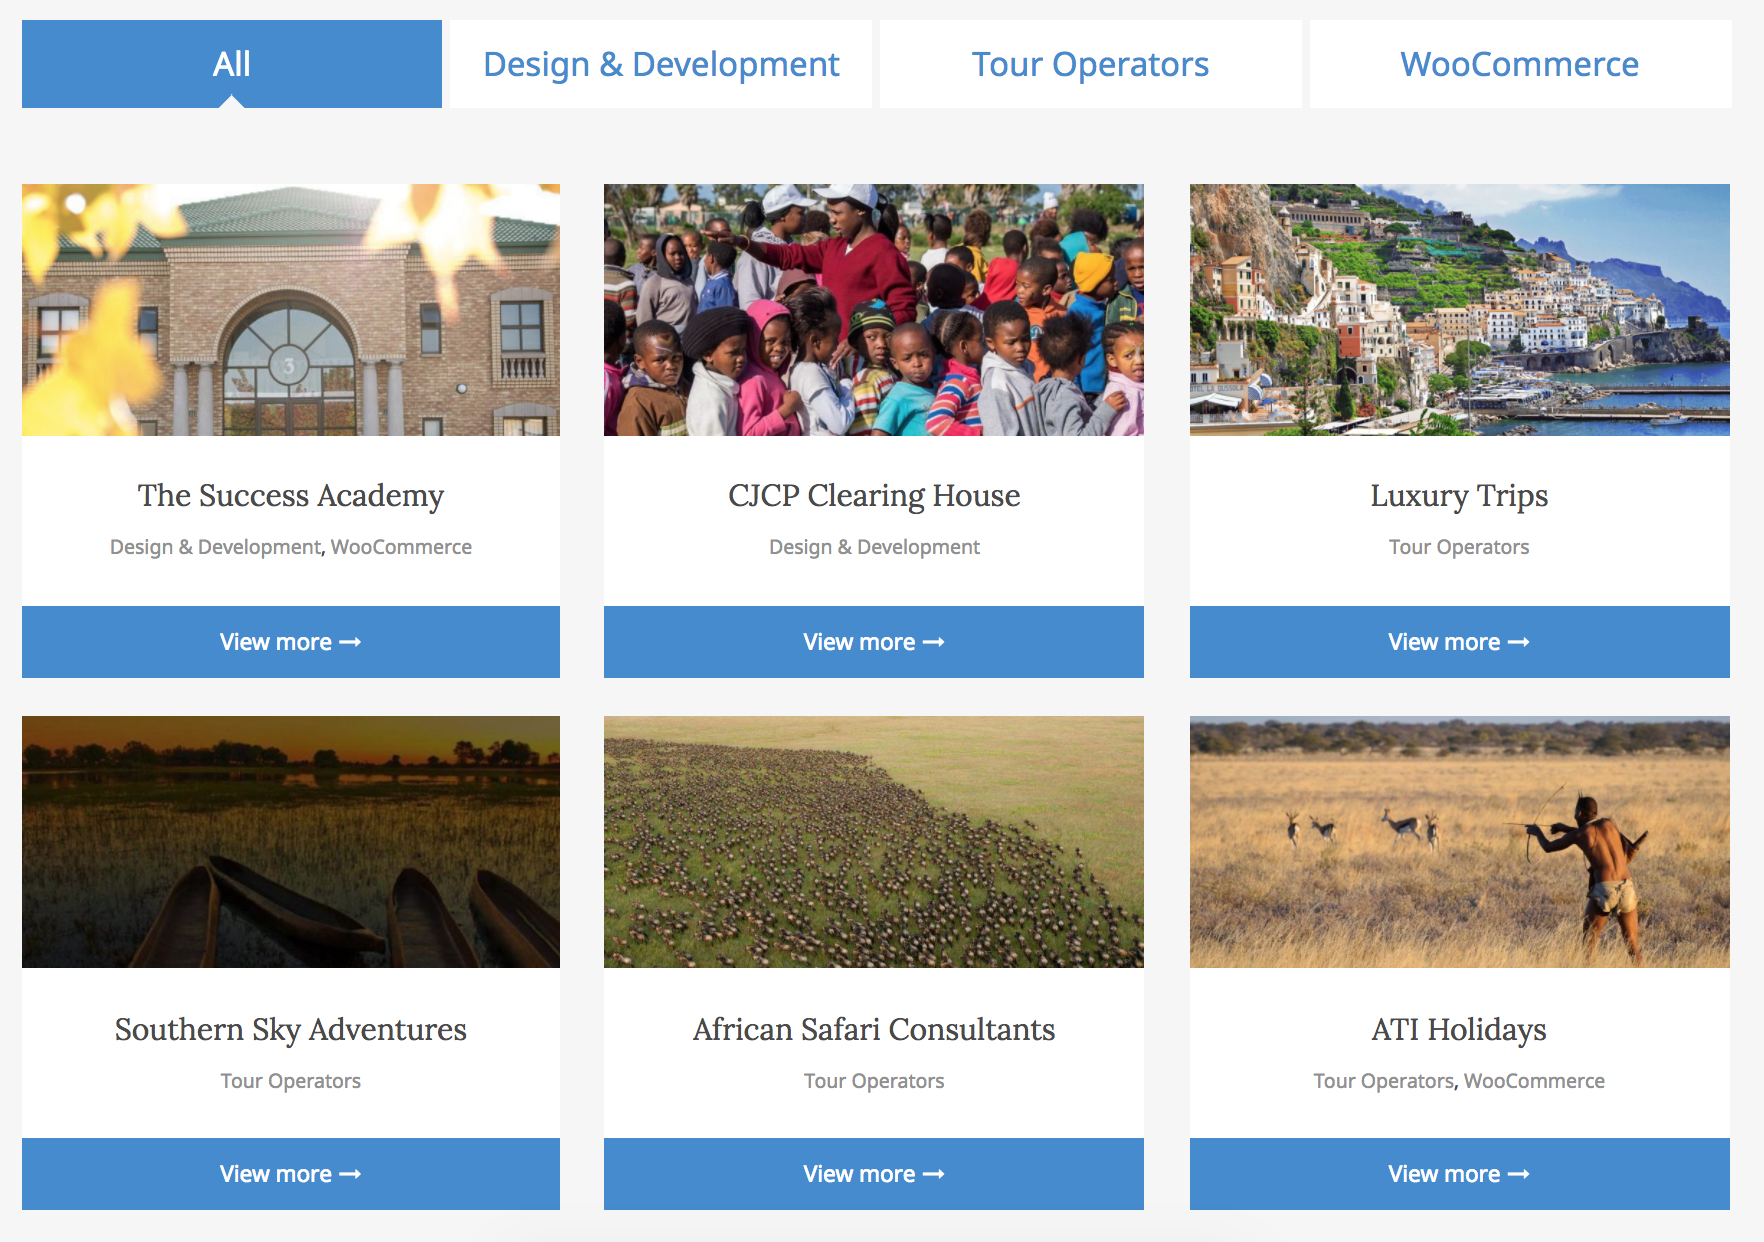 All
Design & Development
Tour Operators
WooCommerce
3
The Success Academy
Design & Development, WooCommerce
View more →
CJCP Clearing House
Design & Development
View more →
Luxury Trips
Tour Operators
View more →
Southern Sky Adventures
Tour Operators
View more →
African Safari Consultants
Tour Operators
View more →
ATI Holidays
Tour Operators, WooCommerce
View more →